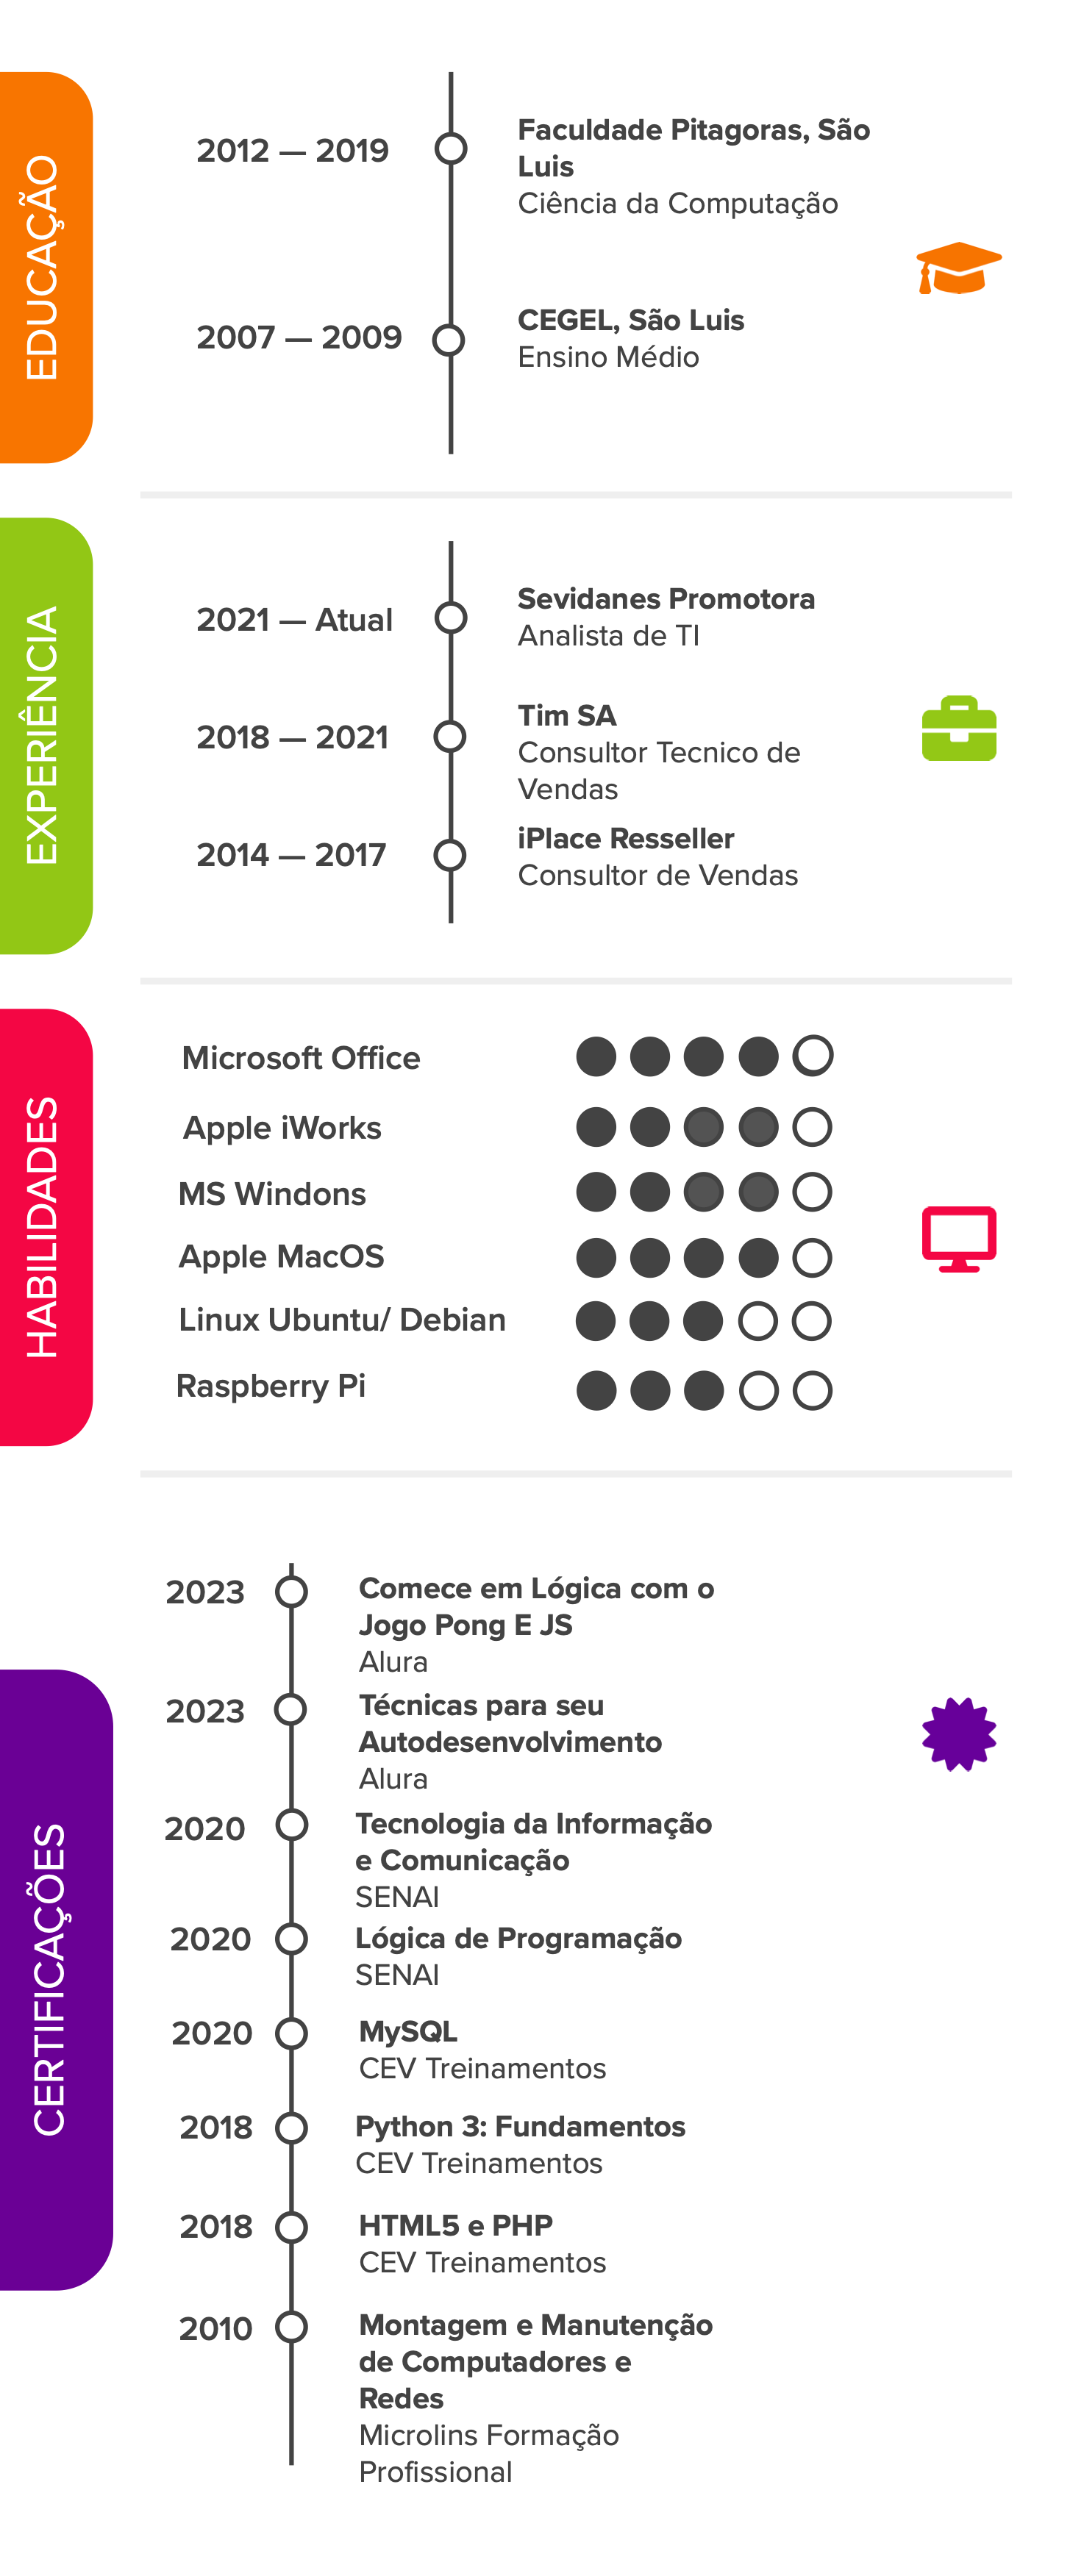 EDUCAÇÃO
2012 — 2019
Faculdade Pitagoras, São
Luis
Ciência da Computação
2007 — 2009
CEGEL, São Luis
Ensino Médio
EXPERIÊNCIA
2021 — Atual
Sevidanes Promotora
Analista de TI
2018 — 2021
Tim SA
Consultor Tecnico de
Vendas
2014 — 2017
iPlace Resseller
Consultor de Vendas
HABILIDADES
Microsoft Office
Apple iWorks
MS Windons
Apple MacOS
Linux Ubuntu/ Debian
Raspberry Pi
CERTIFICAÇÕES
2023
Comece em Lógica com o
Jogo Pong E JS
Alura
2023
Técnicas para seu
Autodesenvolvimento
Alura
2020
Tecnologia da Informação
e Comunicação
SENAI
2020
Lógica de Programação
SENAI
2020
MySQL
CEV Treinamentos
2018
Python 3: Fundamentos
CEV Treinamentos
2018
HTML5 e PHP
CEV Treinamentos
2010
Montagem e Manutenção
de Computadores e
Redes
Microlins Formação
Profissional